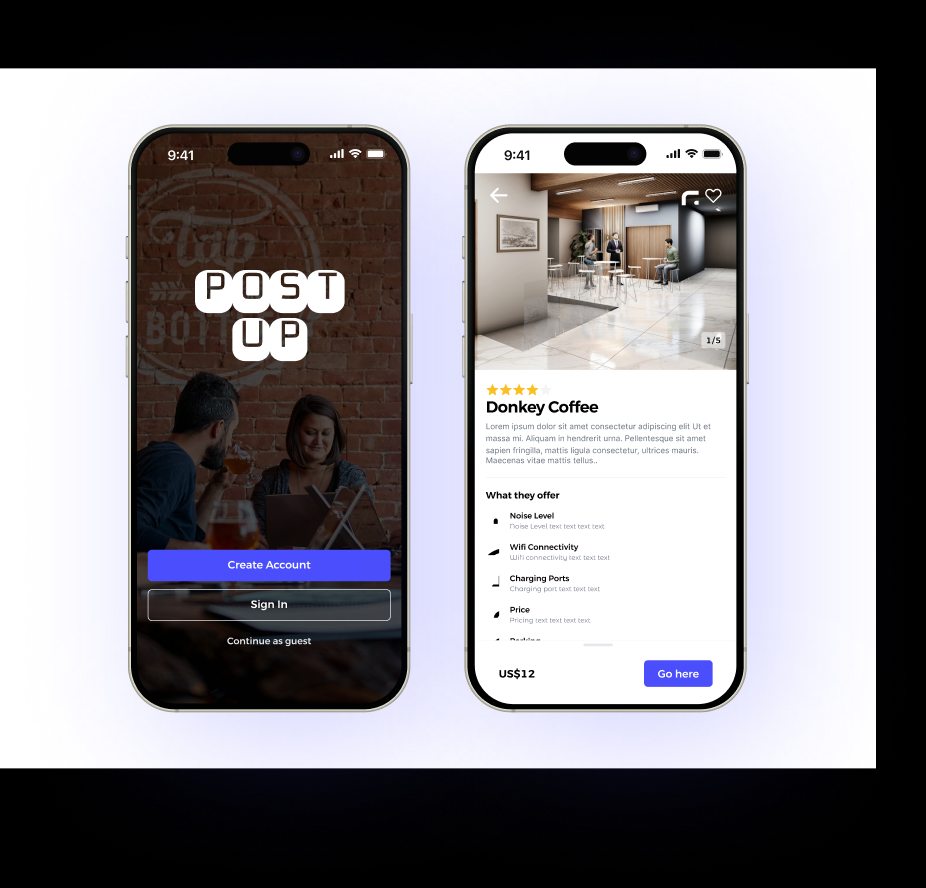 9:41
Tap
BOTT
POST
UP
Create Account
Sign In
Continue as guest
9:41
1/5
Donkey Coffee
Lorem ipsum dolor sit amet consectetur adipiscing elit Ut et
massa mi. Aliquam in hendrerit urna. Pellentesque sit amet
sapien fringilla, mattis ligula consectetur, ultrices mauris.
Maecenas vitae mattis tellus..
What they offer
Noise Level
Noise Level text text text text
Wifi Connectivity
Wifi connectivity text text text
Charging Ports
Charging port text text text
Price
Pricing text text text text
US$12
Go here